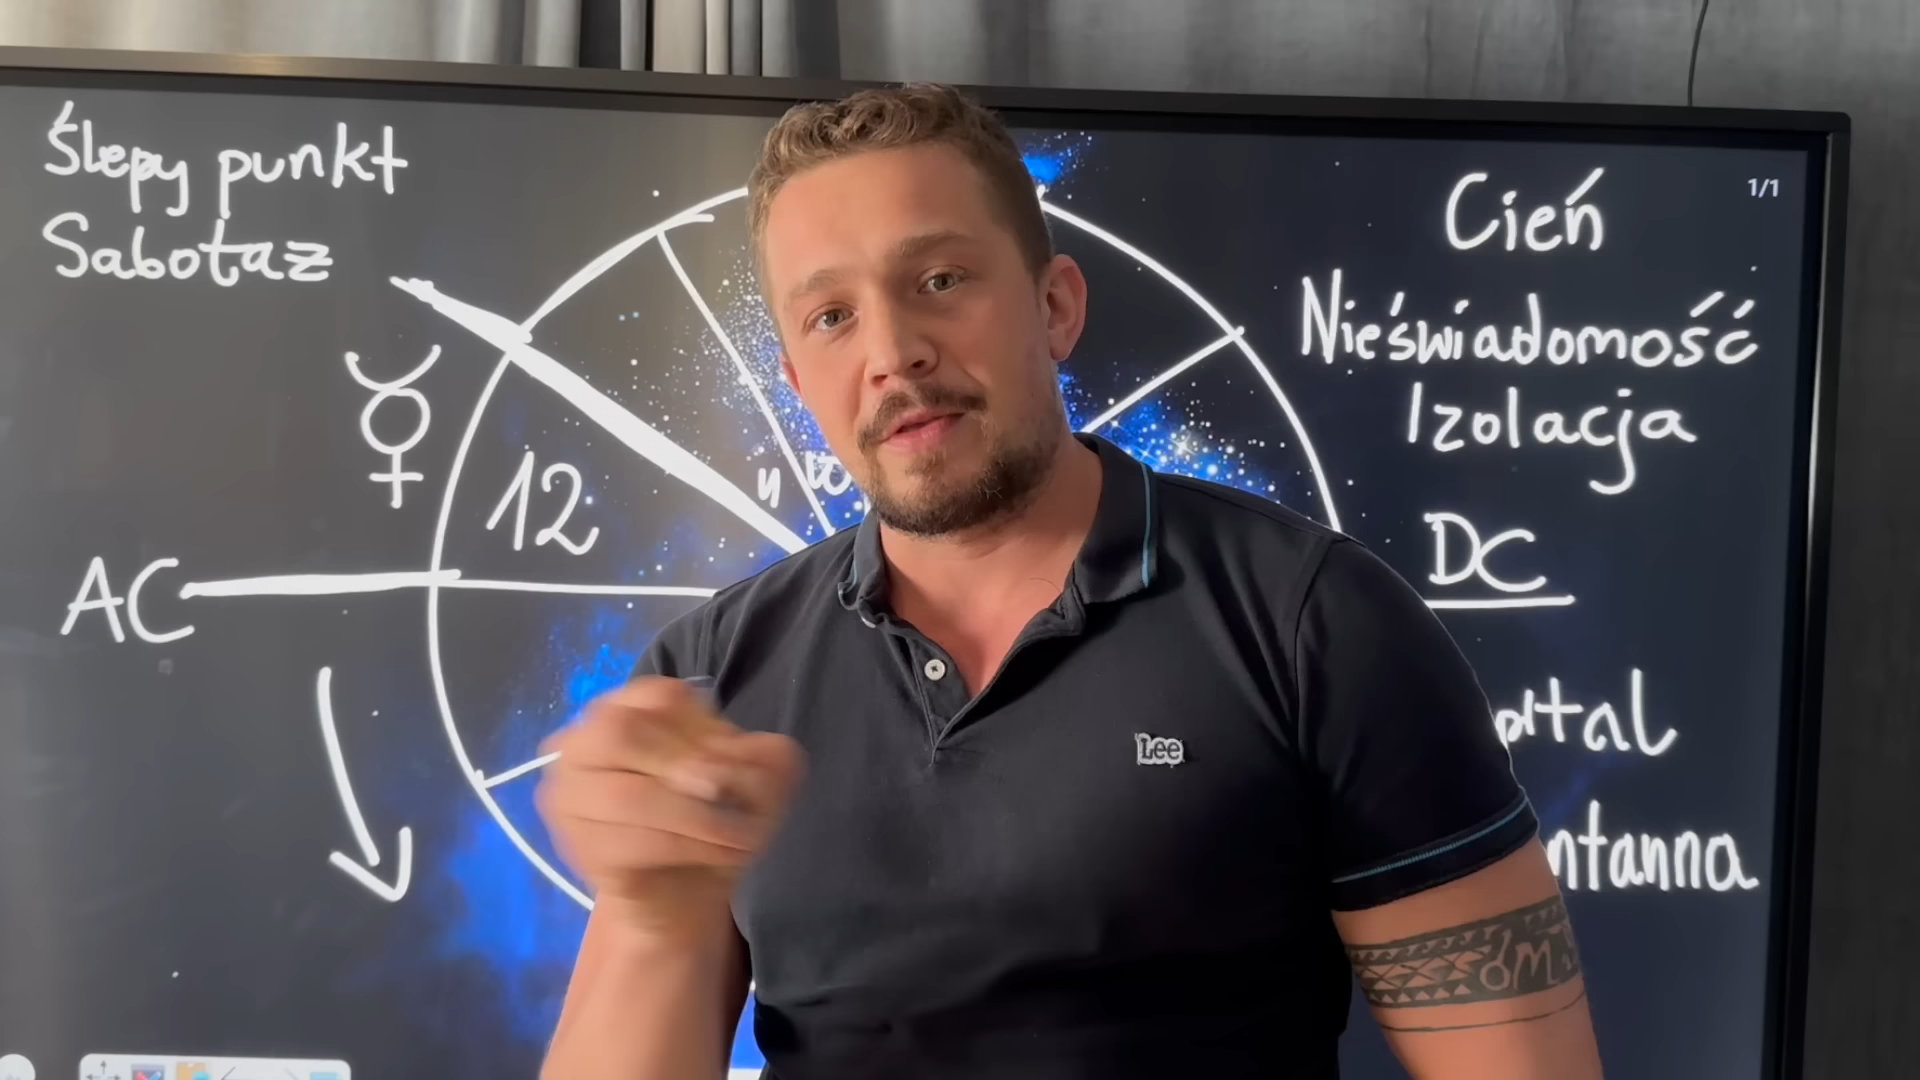 Ślepy punkt
Sabotaz
12
AC
Cień
Nieświadomość
Izolacja
DC
1/1
Lee